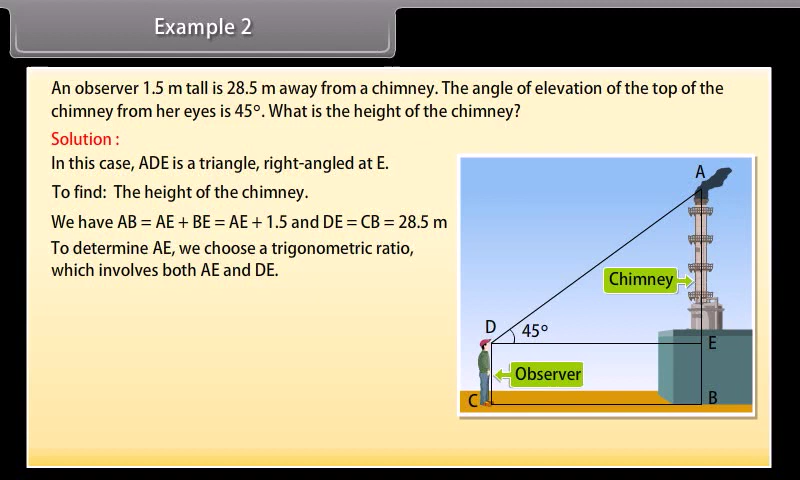 Example 2
An observer 1.5 m tall is 28.5 m away from a chimney. The angle of elevation of the top of the
chimney from her eyes is 45°. What is the height of the chimney?
Solution :
In this case, ADE is a triangle, right-angled at E.
To find: The height of the chimney.
We have AB = AE + BE = AE + 1.5 and DE = CB = 28.5 m
To determine AE, we choose a trigonometric ratio,
which involves both AE and DE.
A
Chimney
D
45°
E
Observer
C
B